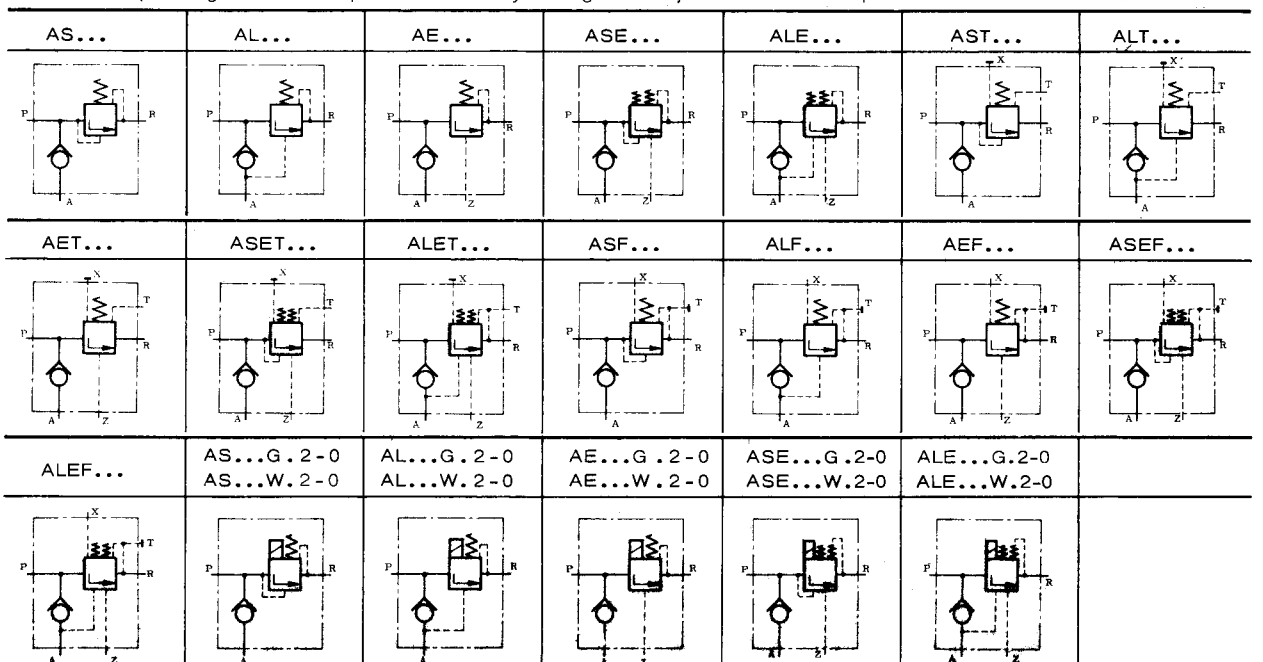 AS... AL... AE... ASE... ALE... AST... ALT...
P R A
P R A
P R Z
P R A Z
P R A Z
X T P R A
X T P R A
AET... ASET... ALET... ASF... ALF... AEF... ASEF...
X T P R A Z
X T P R A Z
X T P R A Z
X T P R A
X T P R A
X T P R A Z
X T P R A Z
ALEF... AS...G.2-0 AL...G.2-0 AE...G.2-0 ASE...G.2-0 ALE...G.2-0
AS...W.2-0 AL...W.2-0 AE...W.2-0 ASE...W.2-0 ALE...W.2-0
X T P R A Z
P R A
P R A
P R A Z
P R A Z
P R A Z